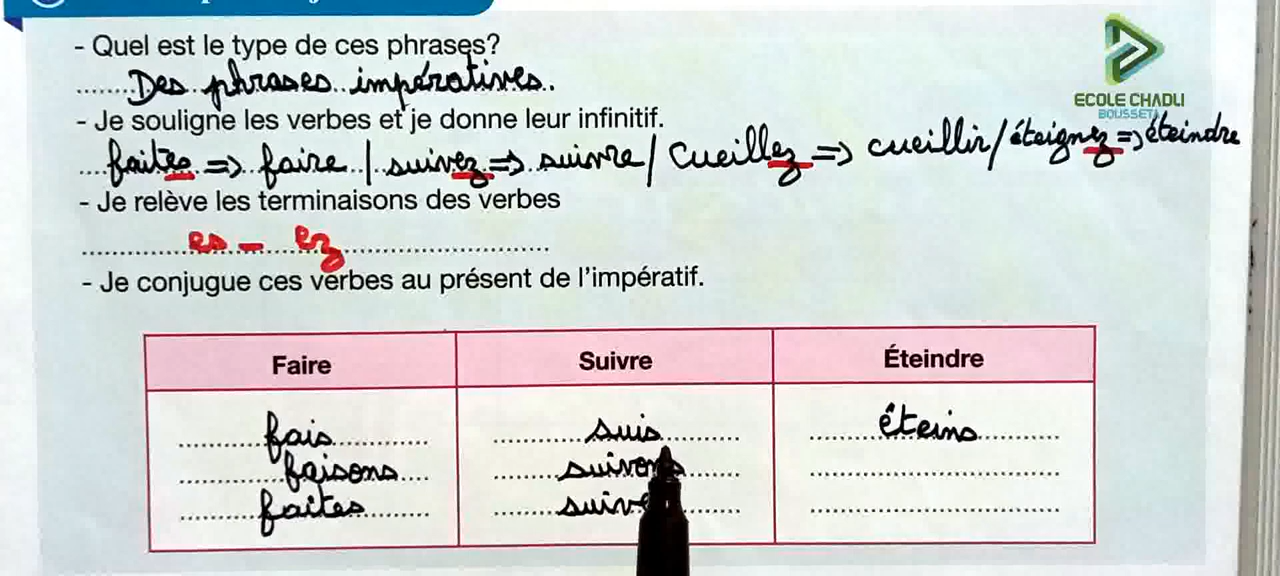 - Quel est le type de ces phrases?
Des phrases impératives.
ECOLE CHADLI
BOUSSETA
- Je souligne les verbes et je donne leur infinitif.
faites => faire / suivez => suivre / cueillez => cueillir / éteignez => éteindre
- Je relève les terminaisons des verbes
es - ez
- Je conjugue ces verbes au présent de l'impératif.
Faire Suivre Éteindre
fais suis éteins
faisons suivons
faites